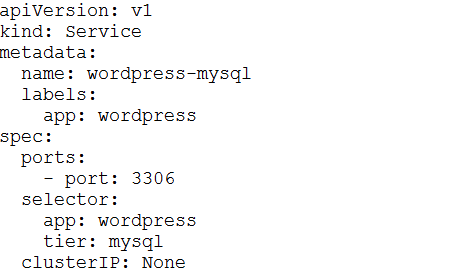 apiVersion: v1
kind: Service
metadata:
  name: wordpress-mysql
  labels:
    app: wordpress
spec:
  ports:
    - port: 3306
  selector:
    app: wordpress
    tier: mysql
  clusterIP: None